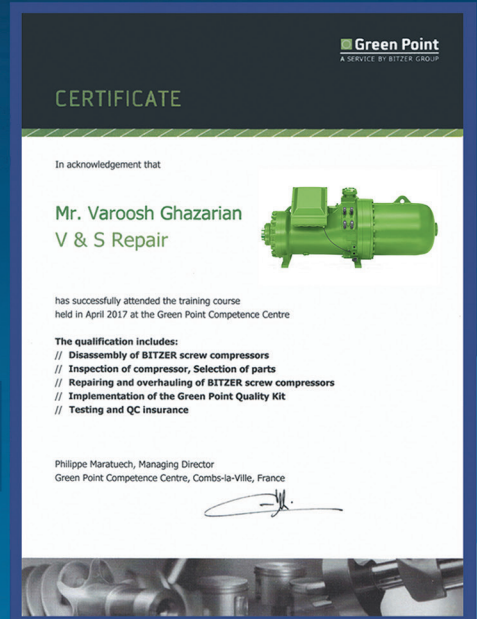 Green Point
A SERVICE BY BITZER GROUP
CERTIFICATE
In acknowledgement that
Mr. Varoosh Ghazarian
V & S Repair
has successfully attended the training course
held in April 2017 at the Green Point Competence Centre
The qualification includes:
// Disassembly of BITZER screw compressors
// Inspection of compressor, Selection of parts
// Repairing and overhauling of BITZER screw compressors
// Implementation of the Green Point Quality Kit
// Testing and QC insurance
Philippe Maratuech, Managing Director
Green Point Competence Centre, Combs-la-Ville, France